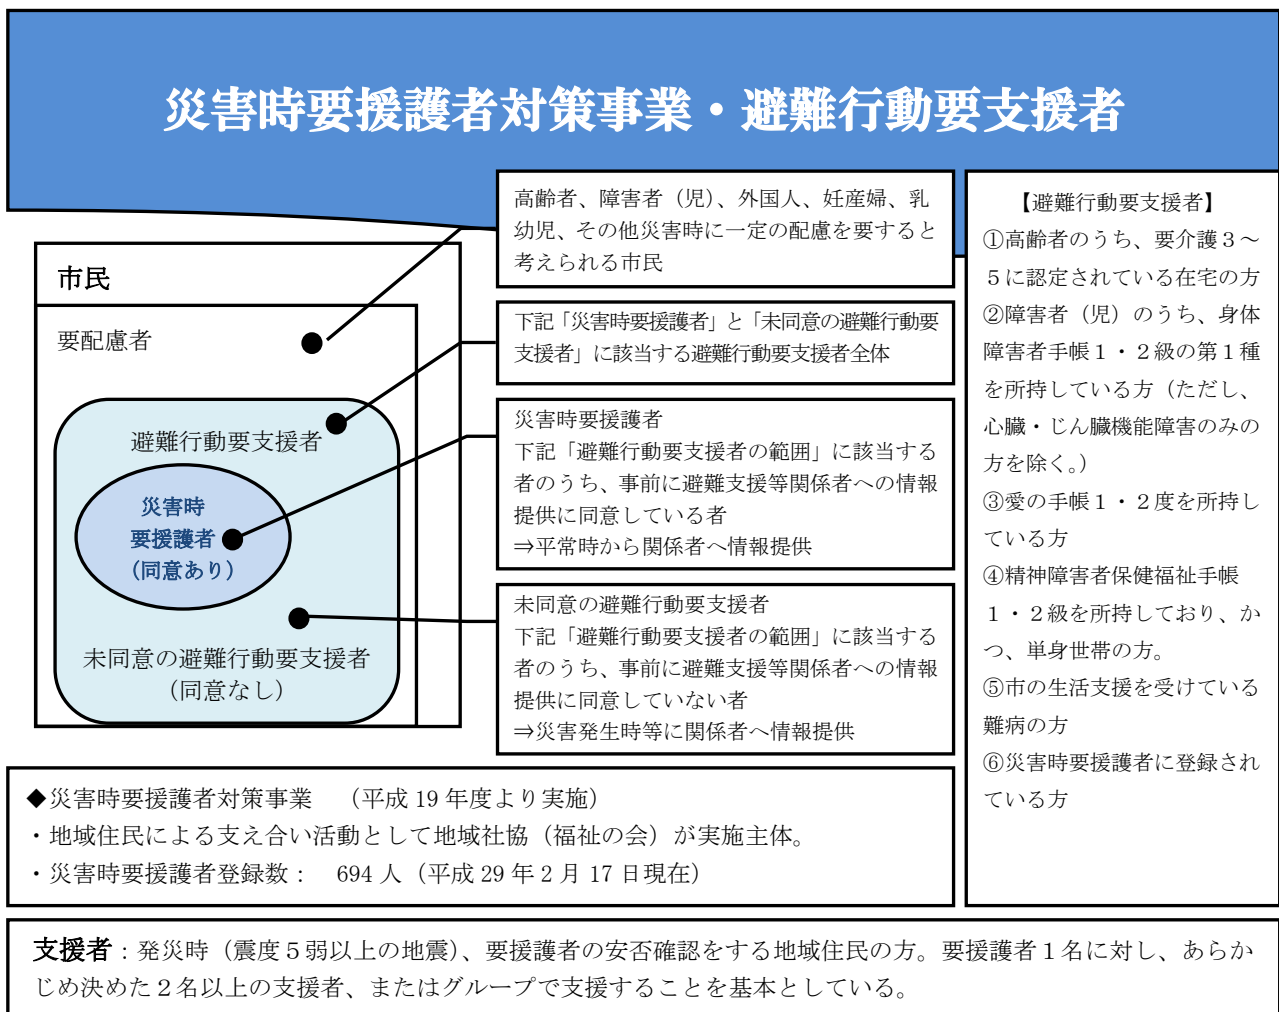 災害時要援護者対策事業・避難行動要支援者
市民
要配慮者
避難行動要支援者
災害時
要援護者
(同意あり)
未同意の避難行動要支援者
(同意なし)
高齢者、障害者（児）、外国人、妊産婦、乳
幼児、その他災害時に一定の配慮を要すると
考えられる市民
下記「災害時要援護者」と「未同意の避難行動要
支援者」に該当する避難行動要支援者全体
災害時要援護者
下記「避難行動要支援者の範囲」に該当する
者のうち、事前に避難支援等関係者への情報
提供に同意している者
⇒平常時から関係者へ情報提供
未同意の避難行動要支援者
下記「避難行動要支援者の範囲」に該当する
者のうち、事前に避難支援等関係者への情報
提供に同意していない者
⇒災害発生時等に関係者へ情報提供
【避難行動要支援者】
①高齢者のうち、要介護３～
５に認定されている在宅の方
②障害者（児）のうち、身体
障害者手帳１・２級の第１種
を所持している方（ただし、
心臓・じん臓機能障害のみの
方を除く。）
③愛の手帳１・２度を所持し
ている方
④精神障害者保健福祉手帳
１・２級を所持しており、か
つ、単身世帯の方。
⑤市の生活支援を受けている
難病の方
⑥災害時要援護者に登録され
ている方
◆災害時要援護者対策事業　（平成 19 年度より実施）
・地域住民による支え合い活動として地域社協（福祉の会）が実施主体。
・災害時要援護者登録数：　694 人（平成 29 年 2 月 17 日現在）
支援者：発災時（震度５弱以上の地震）、要援護者の安否確認をする地域住民の方。要援護者１名に対し、あらか
じめ決めた２名以上の支援者、またはグループで支援することを基本としている。